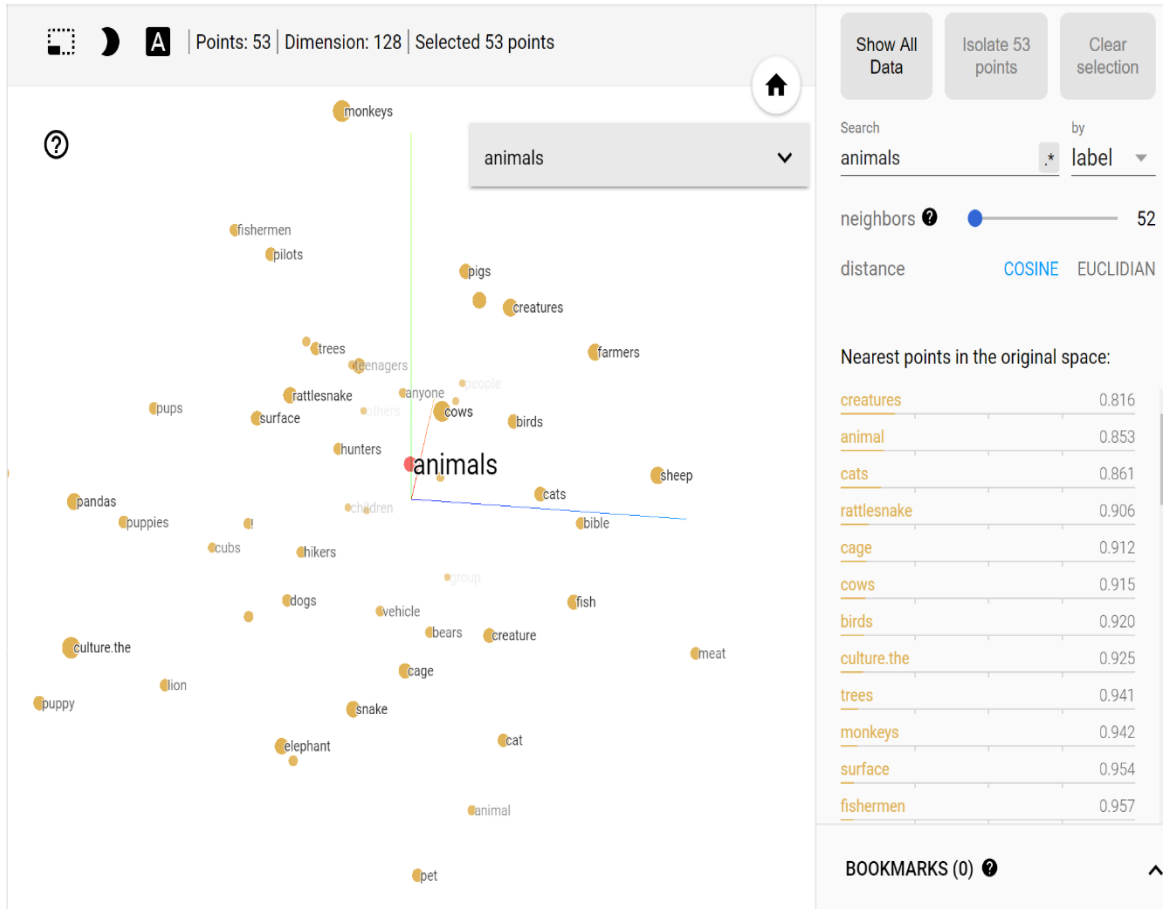 A Points: 53 | Dimension: 128 | Selected 53 points
Show All Data
Isolate 53 points
Clear selection
Search
animals
.*
by
label
neighbors ? 52
distance COSINE EUCLIDIAN
Nearest points in the original space:
creatures 0.816
animal 0.853
cats 0.861
rattlesnake 0.906
cage 0.912
cows 0.915
birds 0.920
culture.the 0.925
trees 0.941
monkeys 0.942
surface 0.954
fishermen 0.957
BOOKMARKS (0) ?
?
animals
monkeys
fishermen
pilots
pigs
creatures
trees
farmers
teenagers
people
rattlesnake
anyone
pups
others
cows
surface
birds
hunters
animals
sheep
cats
pandas
children
puppies
!
bible
cubs
hikers
group
dogs
fish
vehicle
bears
creature
culture.the
meat
cage
lion
puppy
snake
elephant
cat
animal
pet